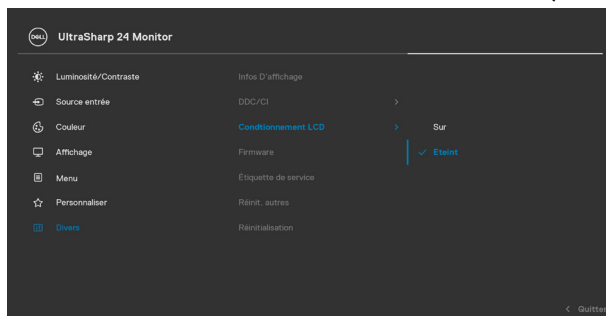 DELL UltraSharp 24 Monitor
Luminosité/Contraste
Source entrée
Couleur
Affichage
Menu
Personnaliser
Divers
Infos D'affichage
DDC/CI
Condtionnement LCD
Firmware
Étiquette de service
Réinit. autres
Réinitialisation
Sur
Eteint
Quitter